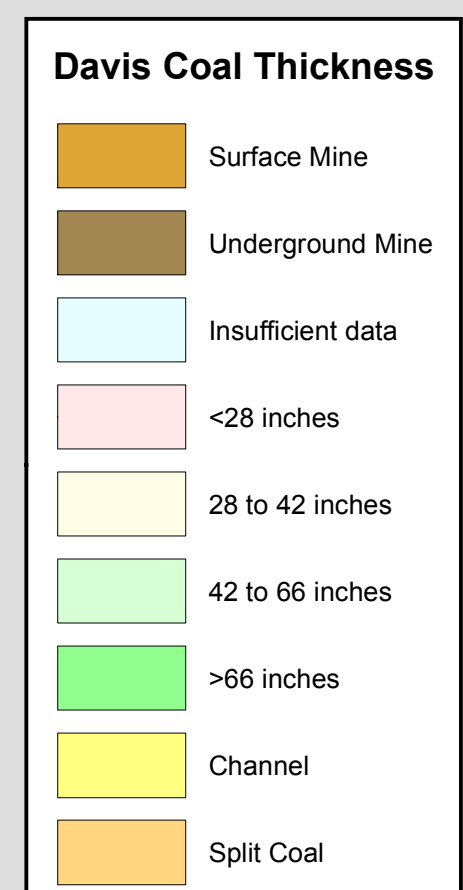 Davis Coal Thickness
Surface Mine
Underground Mine
Insufficient data
<28 inches
28 to 42 inches
42 to 66 inches
>66 inches
Channel
Split Coal